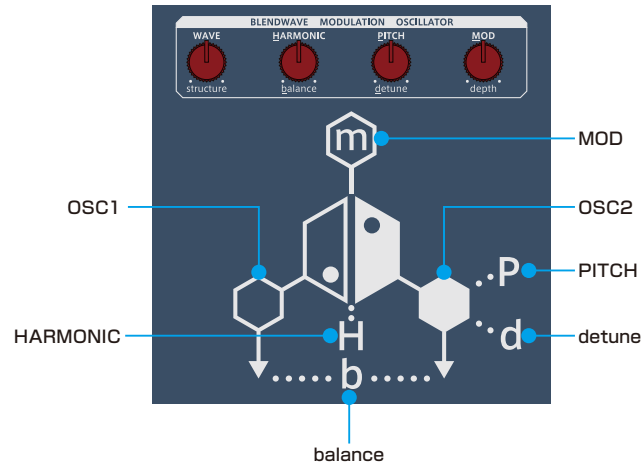 BLENDWAVE MODULATION OSCILLATOR
WAVE HARMONIC PITCH MOD
structure balance detune depth
m
MOD
OSC1
OSC2
P
PITCH
HARMONIC
H
d
detune
b
balance